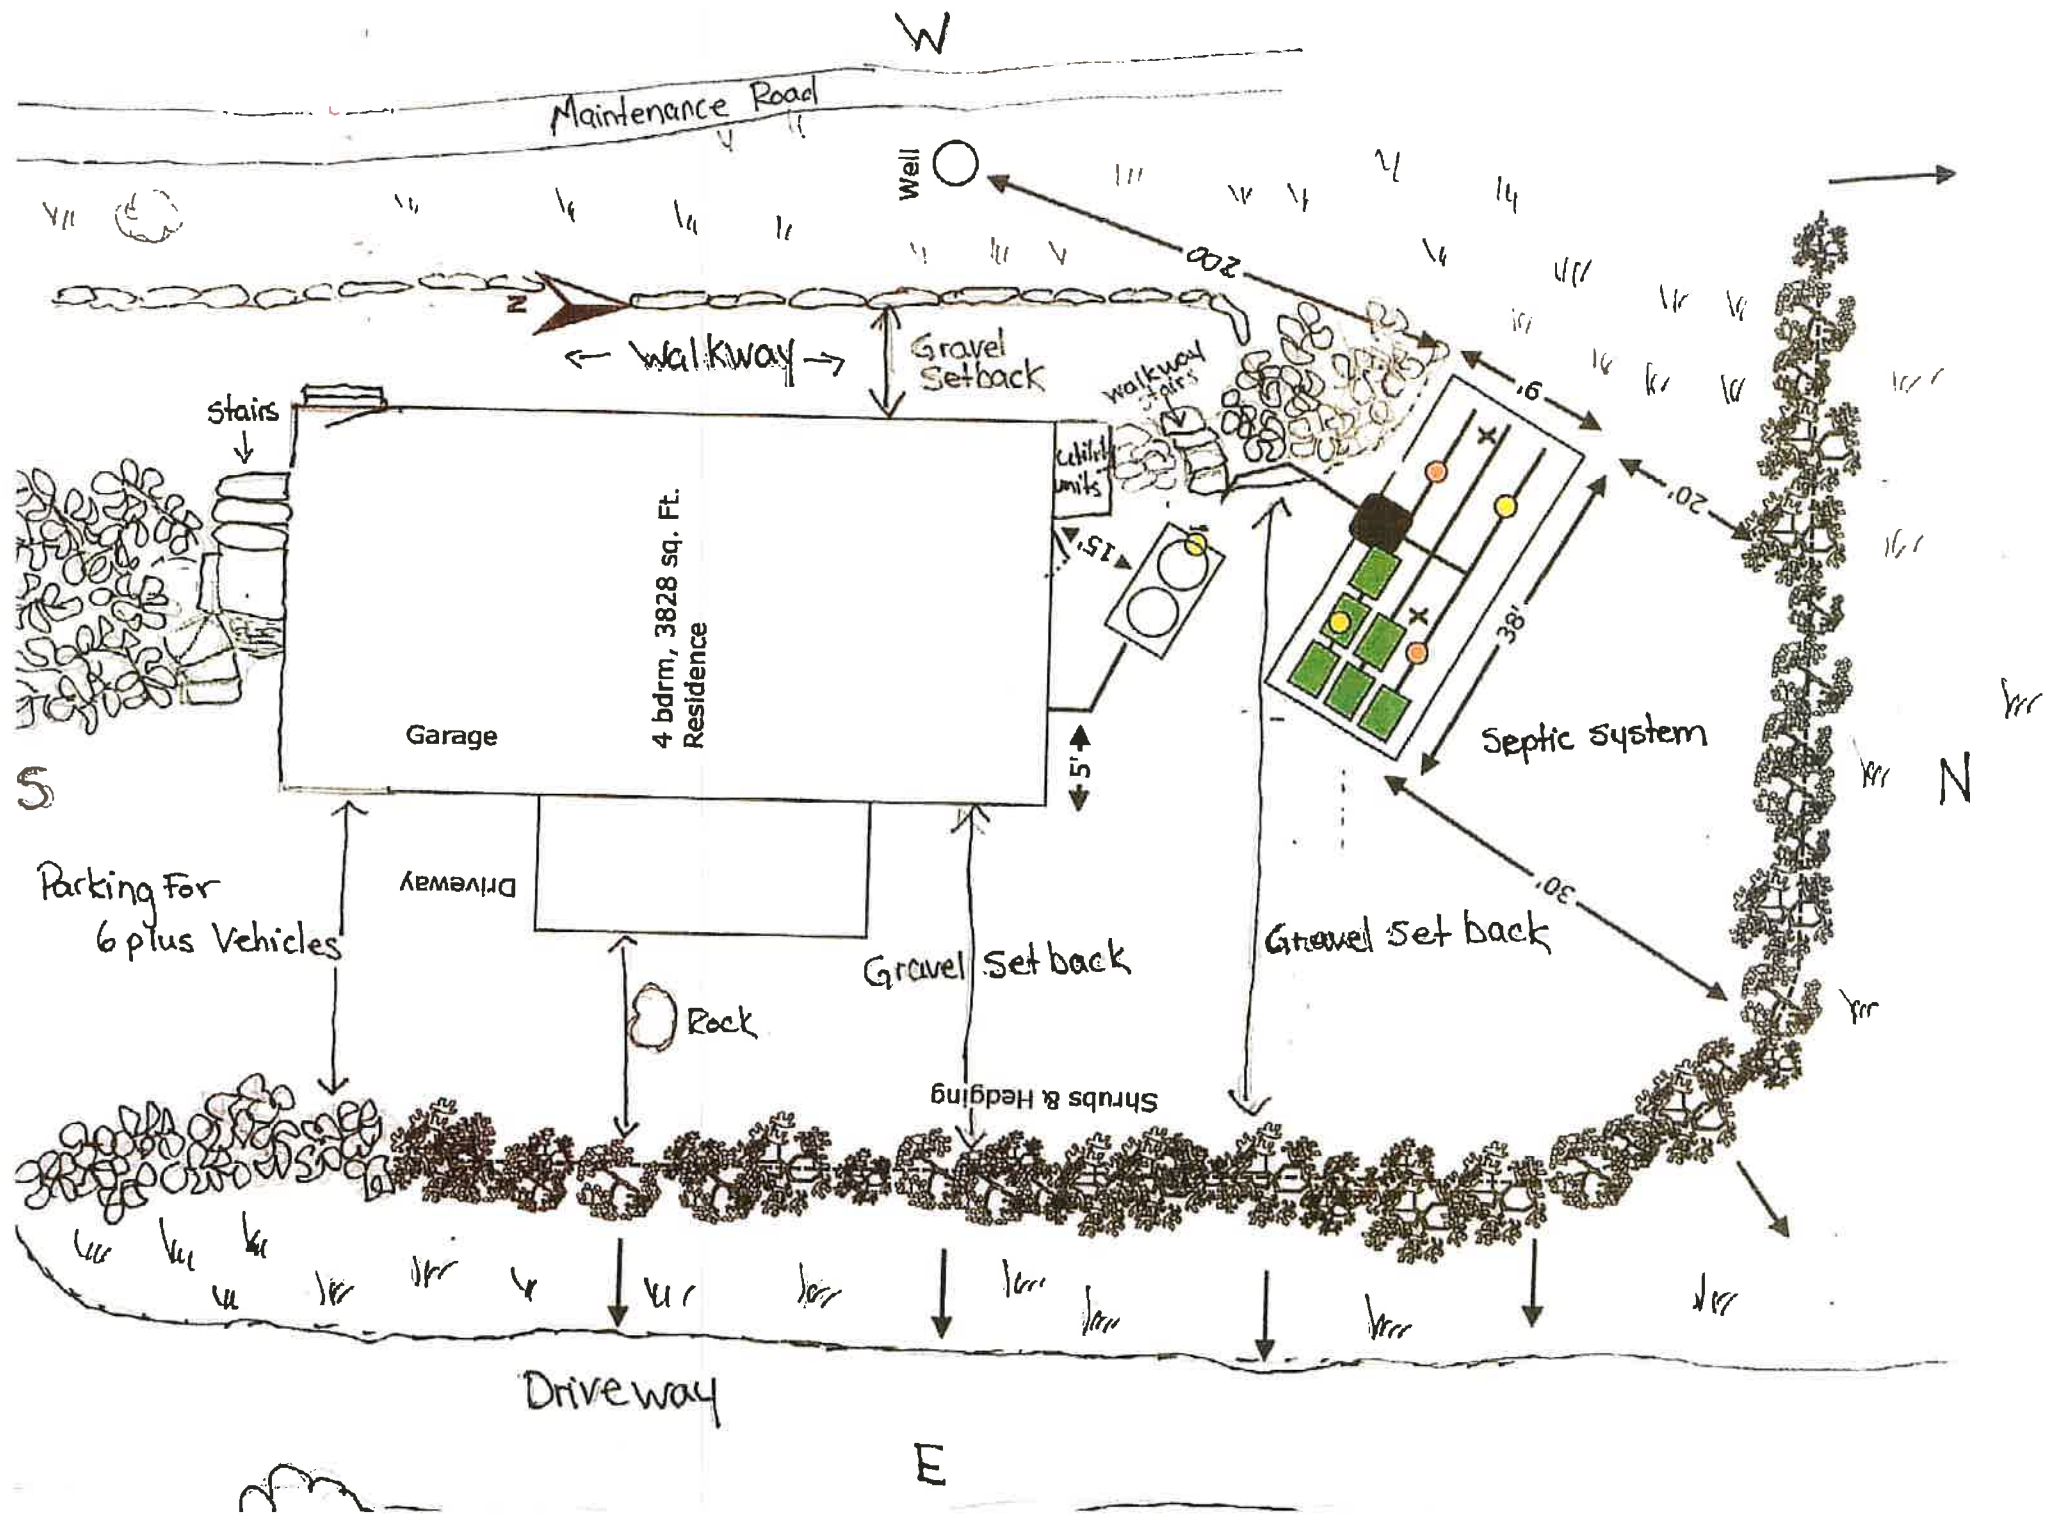 W
Maintenance Road
Well
200
N
← Walkway →
Gravel
Setback
Walkway
Stairs
9'
Stairs
units
15'
20'
4 bdrm, 3828 sq. Ft.
Residence
38'
Garage
Septic System
5'
S
N
Parking For
6 plus Vehicles
Driveway
30'
Gravel Set back
Gravel Set back
Rock
Shrubs & Hedging
Driveway
E